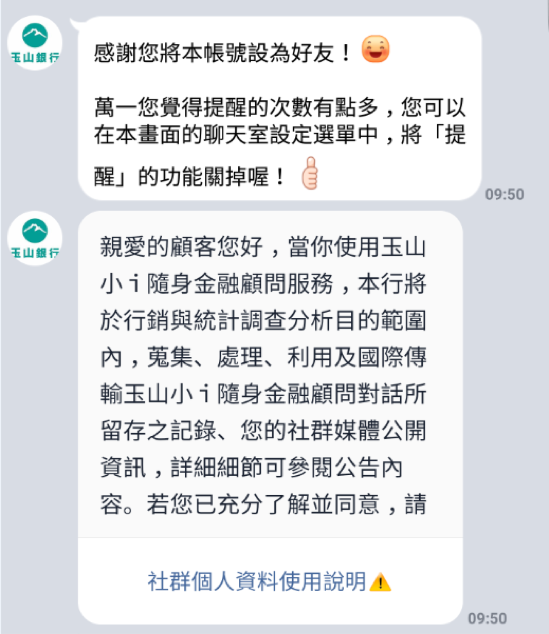 玉山銀行
感謝您將本帳號設為好友！
萬一您覺得提醒的次數有點多，您可以
在本畫面的聊天室設定選單中，將「提
醒」的功能關掉喔！
09:50
玉山銀行
親愛的顧客您好，當你使用玉山
小ｉ隨身金融顧問服務，本行將
於行銷與統計調查分析目的範圍
內，蒐集、處理、利用及國際傳
輸玉山小ｉ隨身金融顧問對話所
留存之記錄、您的社群媒體公開
資訊，詳細細節可參閱公告內
容。若您已充分了解並同意，請
社群個人資料使用說明
09:50